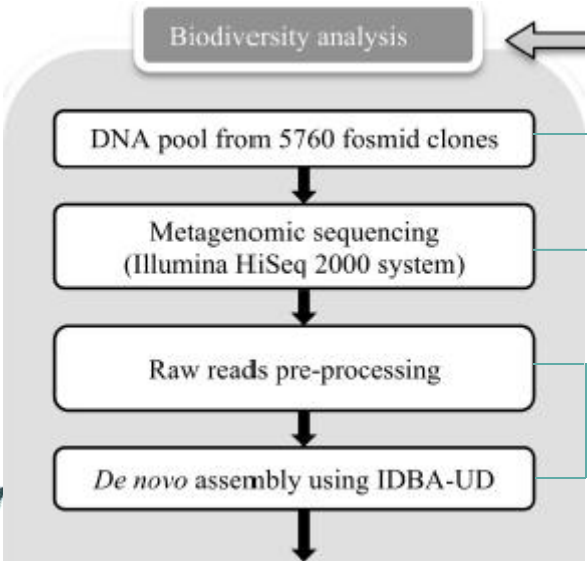 Biodiversity analysis
DNA pool from 5760 fosmid clones
Metagenomic sequencing
(Illumina HiSeq 2000 system)
Raw reads pre-processing
De novo assembly using IDBA-UD